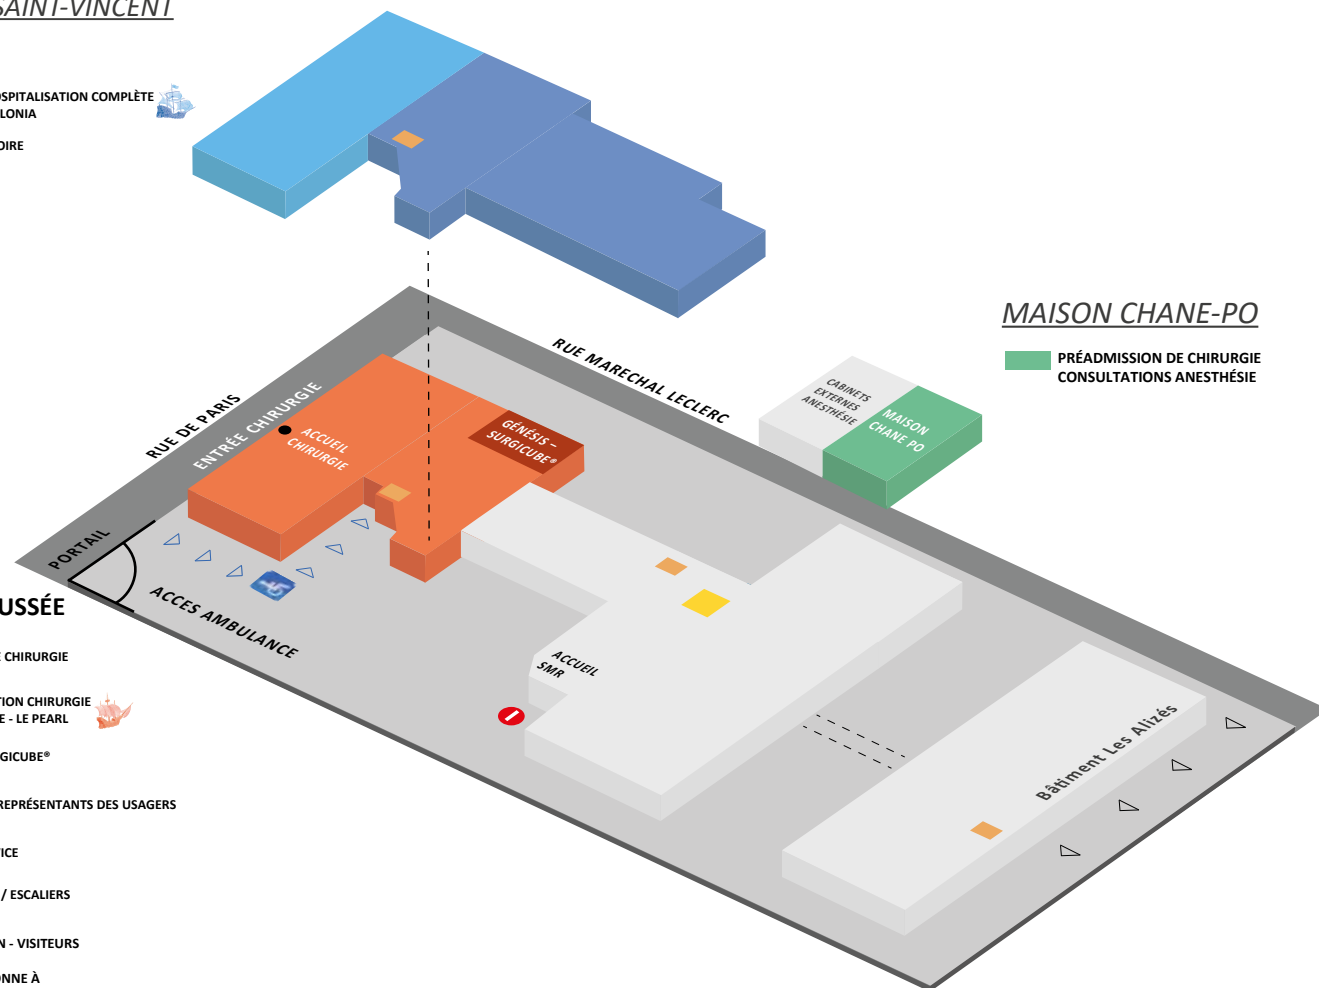 SAINT-VINCENT
SPITALISATION COMPLÈTE
LONIA
OIRE
MAISON CHANE-PO
PRÉADMISSION DE CHIRURGIE
CONSULTATIONS ANESTHÉSIE
RUE MARECHAL LECLERC
CABINETS
EXTERNES
ANESTHÉSIE
MAISON
CHANE PO
RUE DE PARIS
ENTRÉE CHIRURGIE
ACCUEIL
CHIRURGIE
GÉNÉSIS –
SURGICUBE®
PORTAIL
ACCES AMBULANCE
ACCUEIL
SMR
Bâtiment Les Alizés
USSÉE
E CHIRURGIE
TION CHIRURGIE
E - LE PEARL
GICUBE®
REPRÉSENTANTS DES USAGERS
ICE
/ ESCALIERS
N - VISITEURS
ONNE À